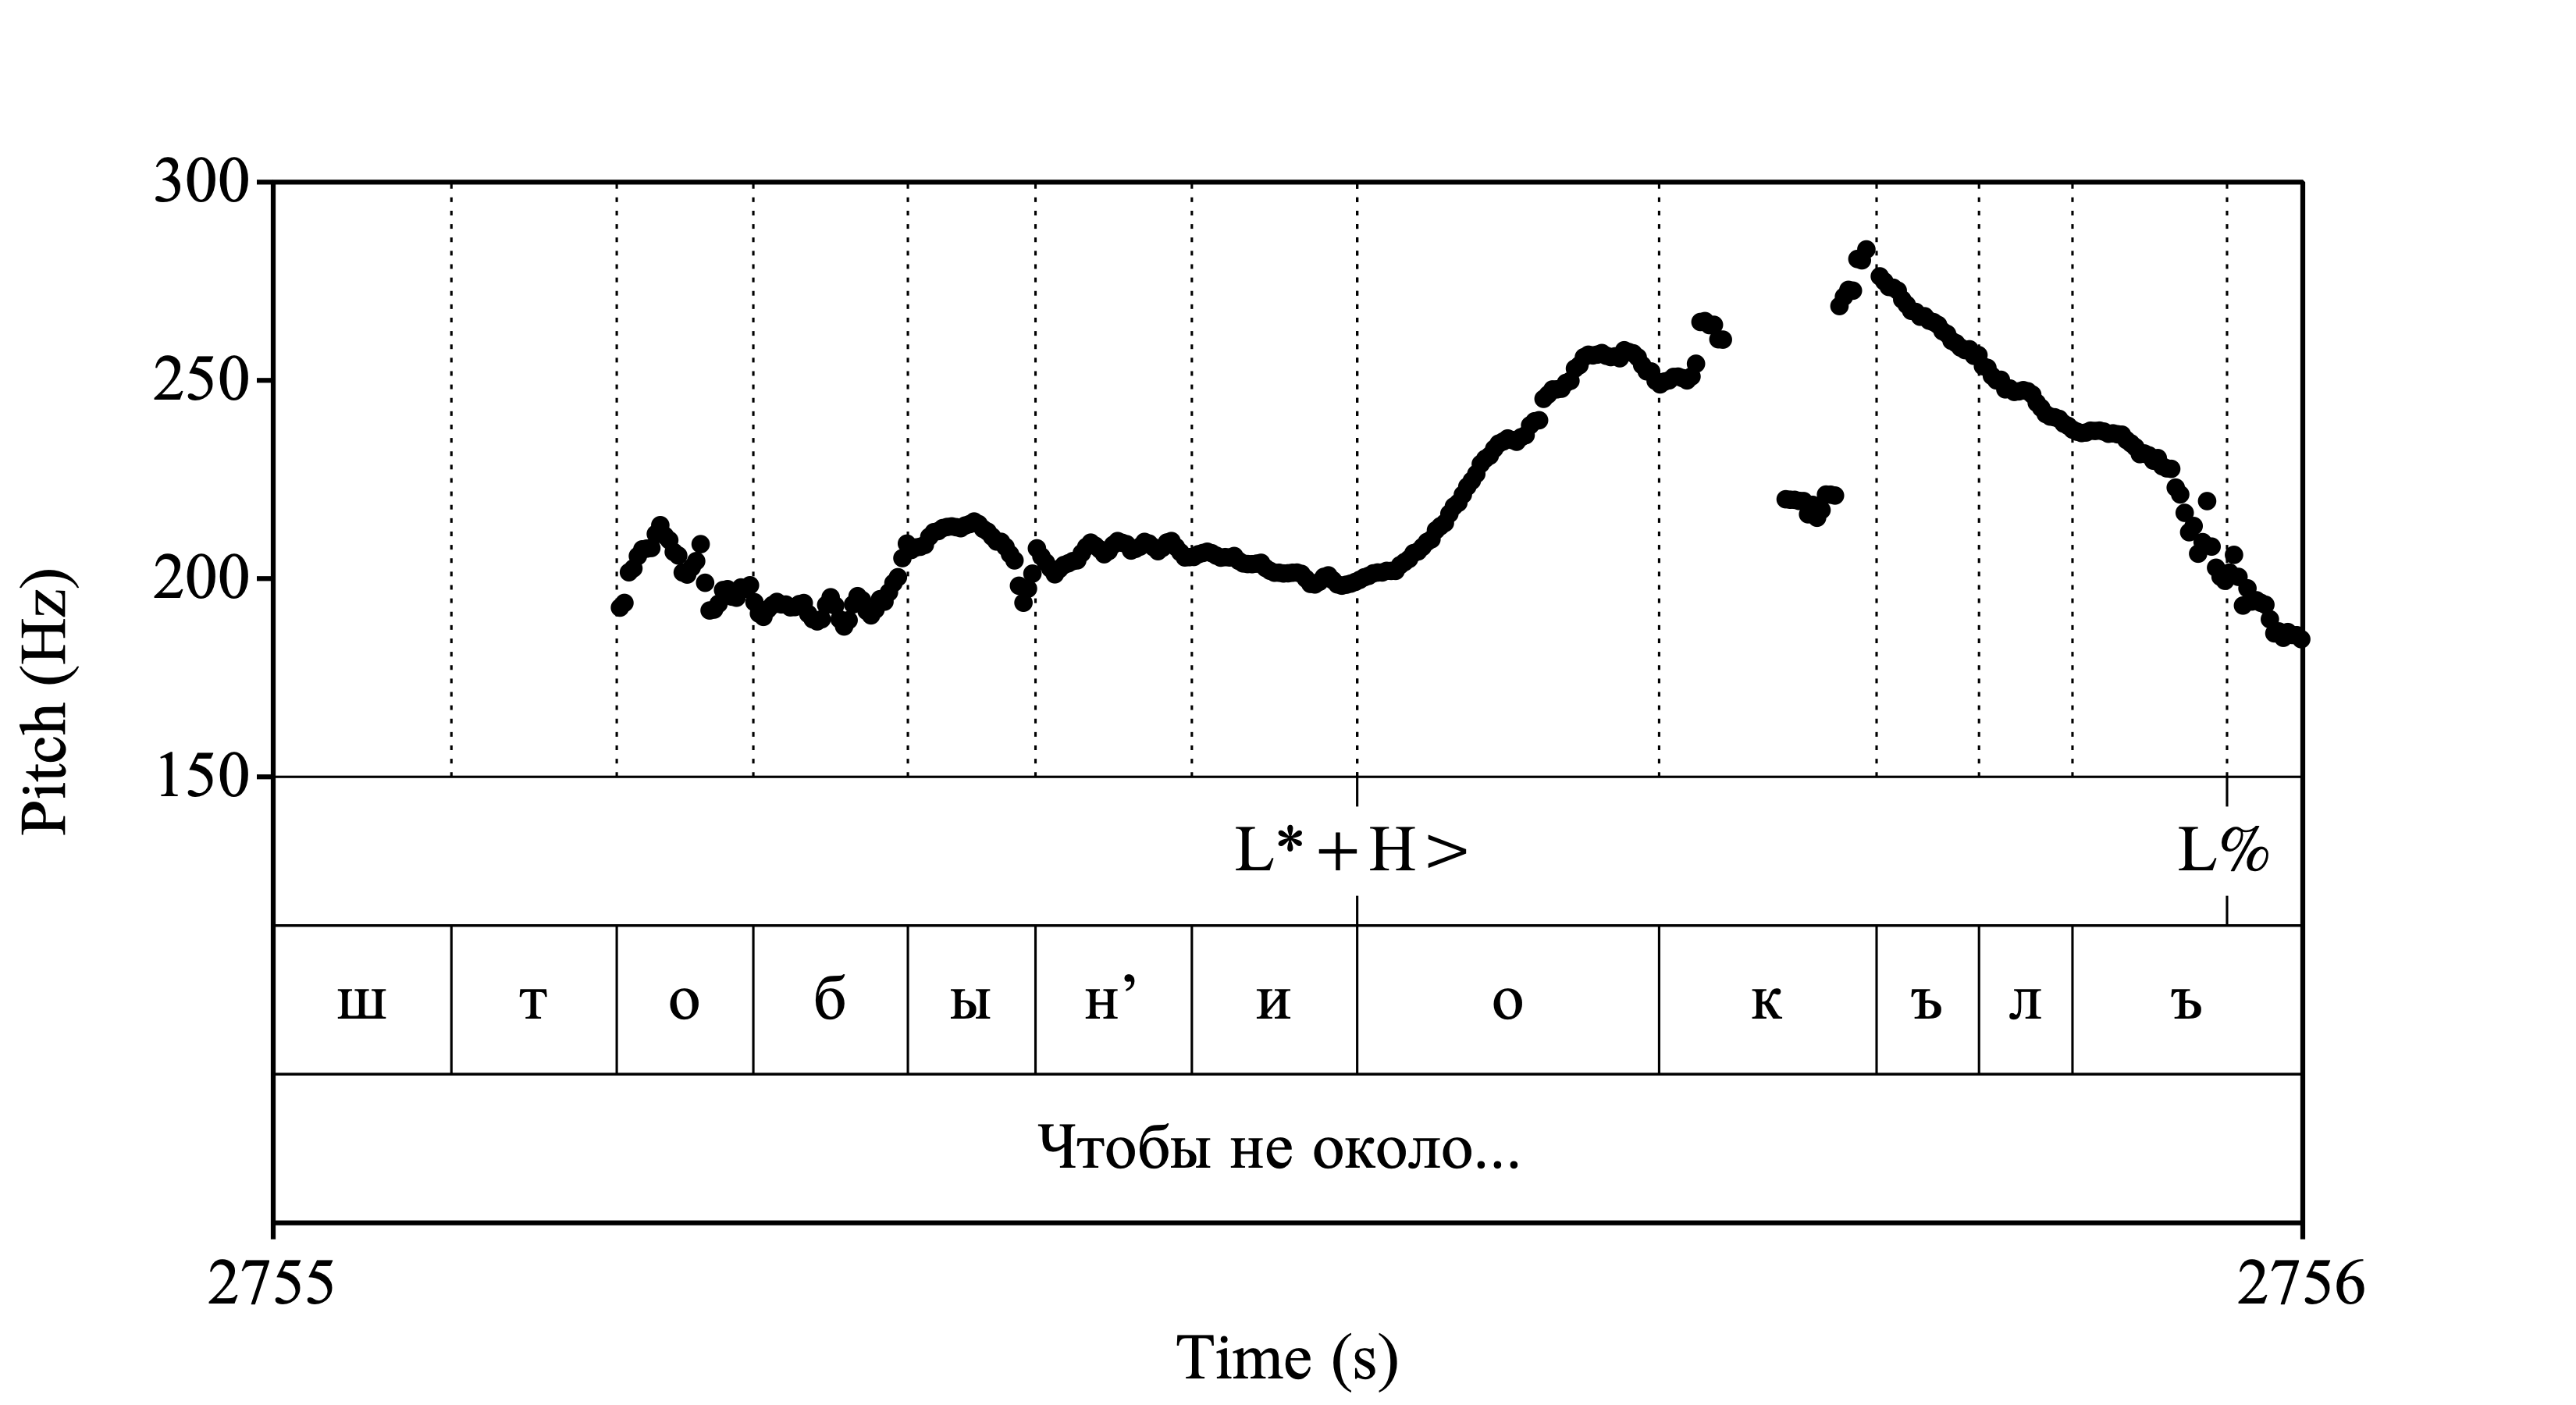 300
250
200
150
Pitch (Hz)
L*+H> L%
ш т о б ы н’ и о к ъ л ъ
Чтобы не около...
2755 2756
Time (s)